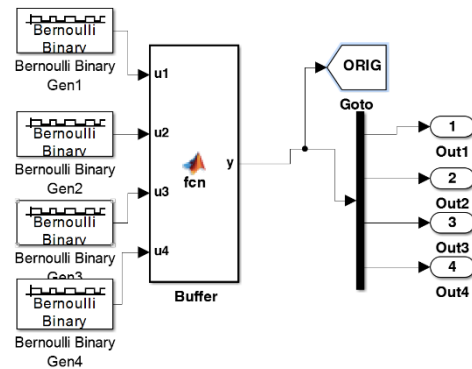 Bernoulli
Binary
Bernoulli Binary
Gen1
Bernoulli
Binary
Bernoulli Binary
Gen2
Bernoulli
Binary
Bernoulli Binary
Gen3
Bernoulli
Binary
Bernoulli Binary
Gen4
u1
u2
u3
u4
fcn
y
Buffer
ORIG
Goto
1
Out1
2
Out2
3
Out3
4
Out4